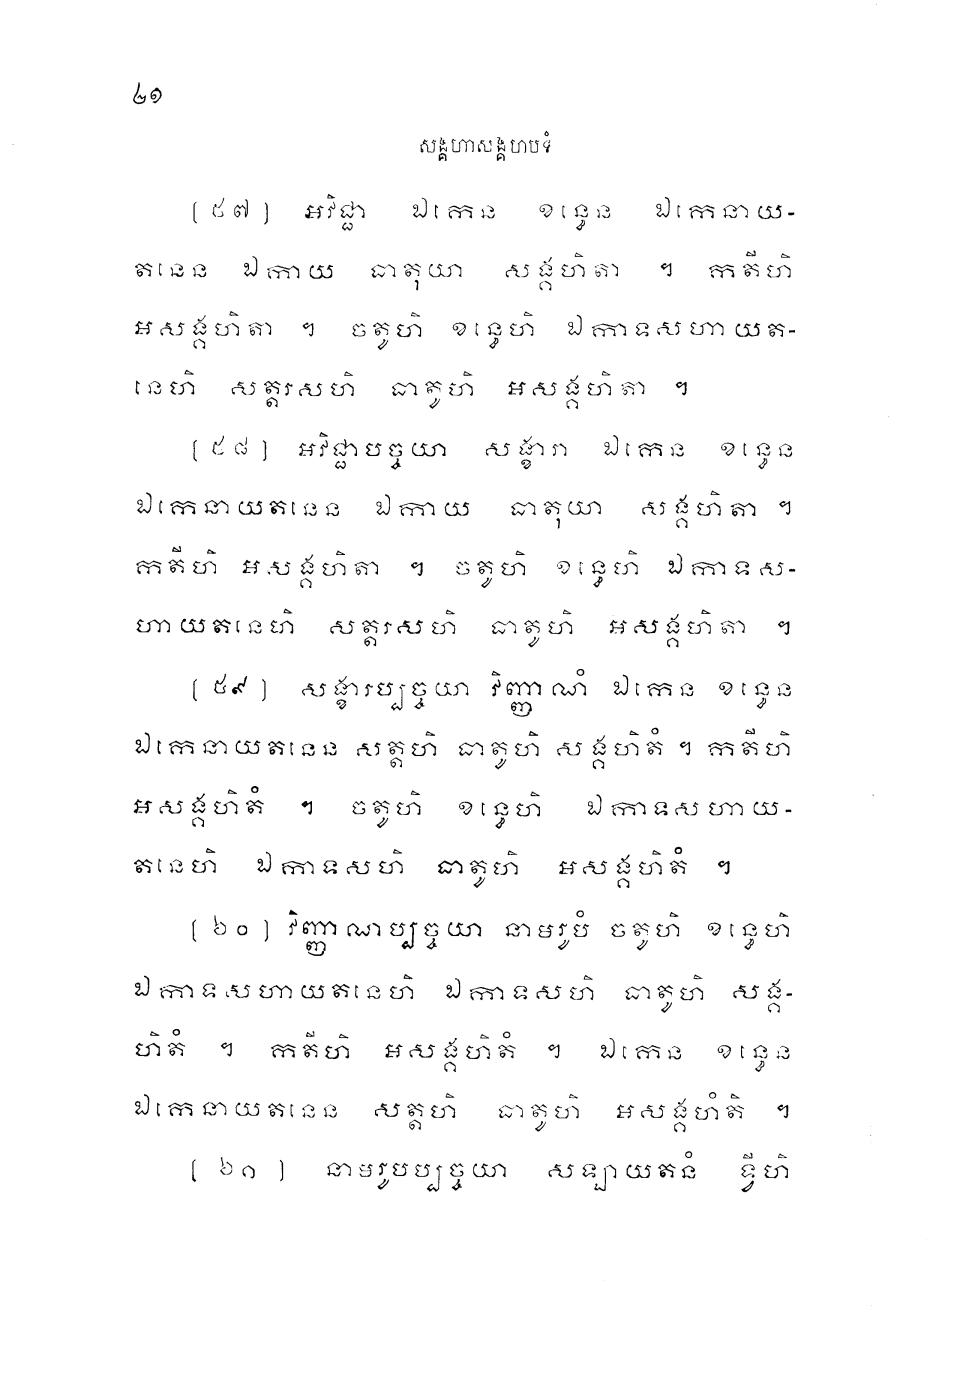 សង្គហាសង្គហបទំ
[ ៥៧ ] អវិជ្ជា ឯកេន ខន្ធេន ឯកេនាយ-
តនេន ឯកាយ ធាតុយា សង្គហិតា ។ កតីហិ
អសង្គហិតា ។ ចតូហិ ខន្ធេហិ ឯកាទសហាយត-
នេហិ សត្តរសហិ ធាតូហិ អសង្គហិតា ។
[ ៥៨ ] អវិជ្ជាបច្ចយា សង្ខារា ឯកេន ខន្ធេន
ឯកេនាយតនេន ឯកាយ ធាតុយា សង្គហិតា ។
កតីហិ អសង្គហិតា ។ ចតូហិ ខន្ធេហិ ឯកាទស-
ហាយតនេហិ សត្តរសហិ ធាតូហិ អសង្គហិតា ។
[ ៥៩ ] សង្ខារប្បច្ចយា វិញ្ញាណំ ឯកេន ខន្ធេន
ឯកេនាយតនេន សត្តហិ ធាតូហិ សង្គហិតំ ។ កតីហិ
អសង្គហិតំ ។ ចតូហិ ខន្ធេហិ ឯកាទសហាយ-
តនេហិ ឯកាទសហិ ធាតូហិ អសង្គហិតំ ។
[ ៦០ ] វិញ្ញាណប្បច្ចយា នាមរូបំ ចតូហិ ខន្ធេហិ
ឯកាទសហាយតនេហិ ឯកាទសហិ ធាតូហិ សង្គ-
ហិតំ ។ កតីហិ អសង្គហិតំ ។ ឯកេន ខន្ធេន
ឯកេនាយតនេន សត្តហិ ធាតូហិ អសង្គហំតិ ។
[ ៦១ ] នាមរូបប្បច្ចយា សឡាយតនំ ទ្វីហិ